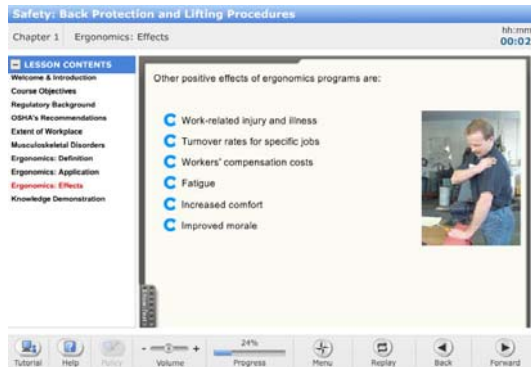 Safety: Back Protection and Lifting Procedures
Chapter 1 Ergonomics: Effects
hh:mm
00:02
LESSON CONTENTS
Welcome & Introduction
Course Objectives
Regulatory Background
OSHA's Recommendations
Extent of Workplace
Musculoskeletal Disorders
Ergonomics: Definition
Ergonomics: Application
Ergonomics: Effects
Knowledge Demonstration
Other positive effects of ergonomics programs are:
C Work-related injury and illness
C Turnover rates for specific jobs
C Workers' compensation costs
C Fatigue
C Increased comfort
C Improved morale
24%
Tutorial Help Policy - + Volume Progress Menu Replay Back Forward